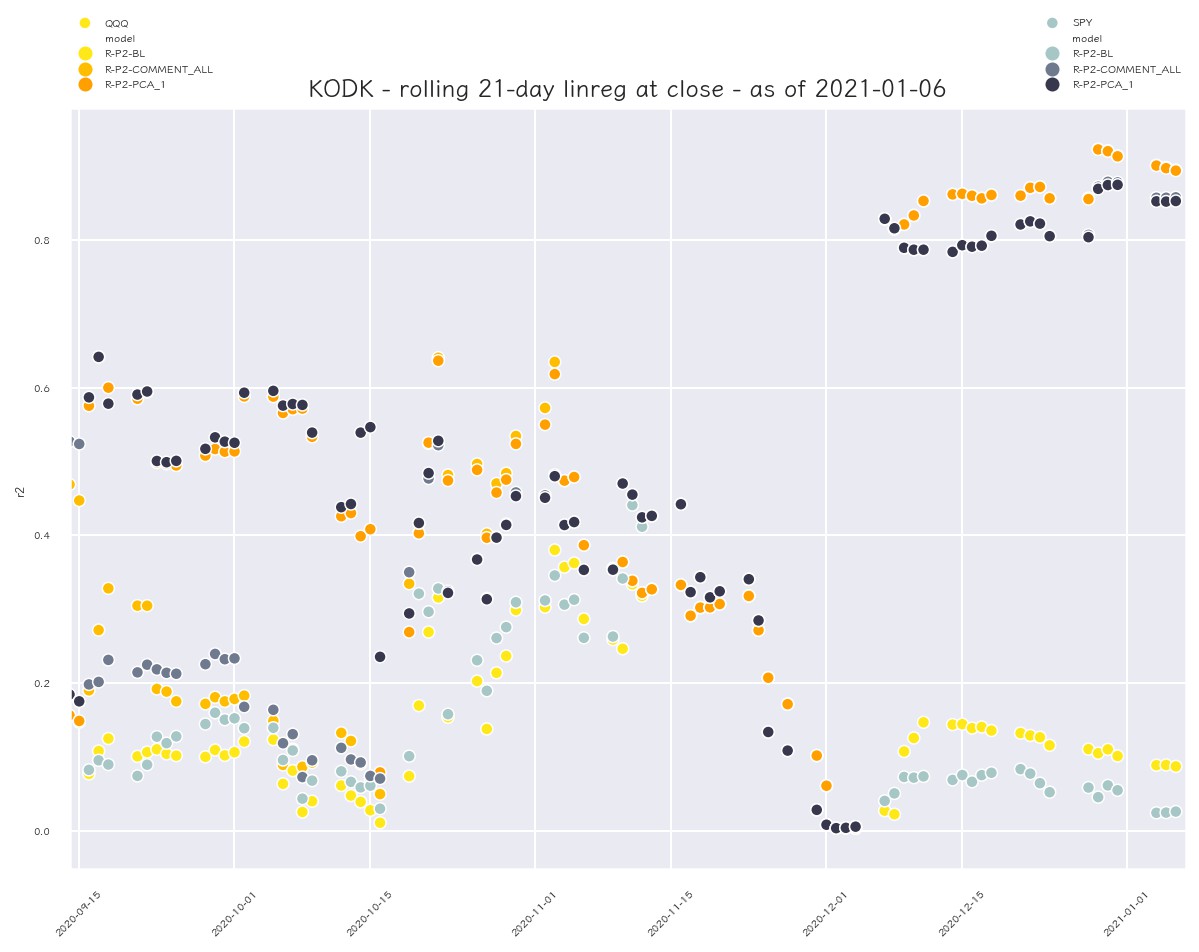 QQQ
model
R-P2-BL
R-P2-COMMENT_ALL
R-P2-PCA_1
SPY
model
R-P2-BL
R-P2-COMMENT_ALL
R-P2-PCA_1
KODK - rolling 21-day linreg at close - as of 2021-01-06
r2
0.8
0.6
0.4
0.2
0.0
2020-09-15
2020-10-01
2020-10-15
2020-11-01
2020-11-15
2020-12-01
2020-12-15
2021-01-01